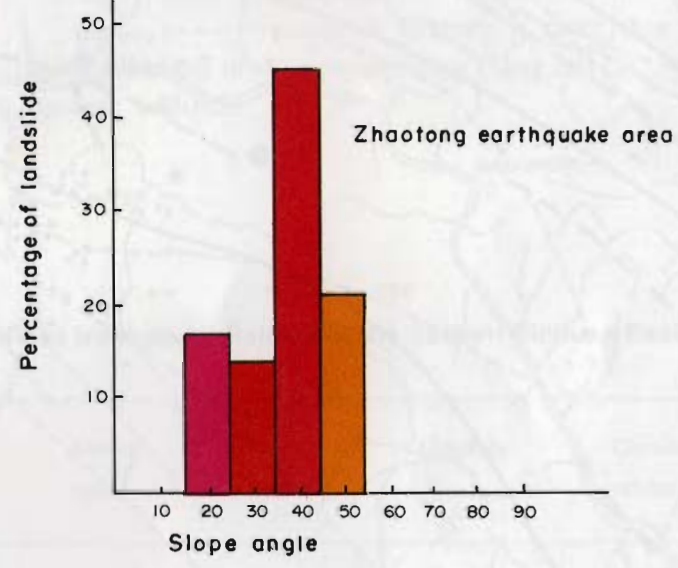 50
40
Zhaotong earthquake area
30
20
10
Percentage of landslide
10 20 30 40 50 60 70 80 90
Slope angle